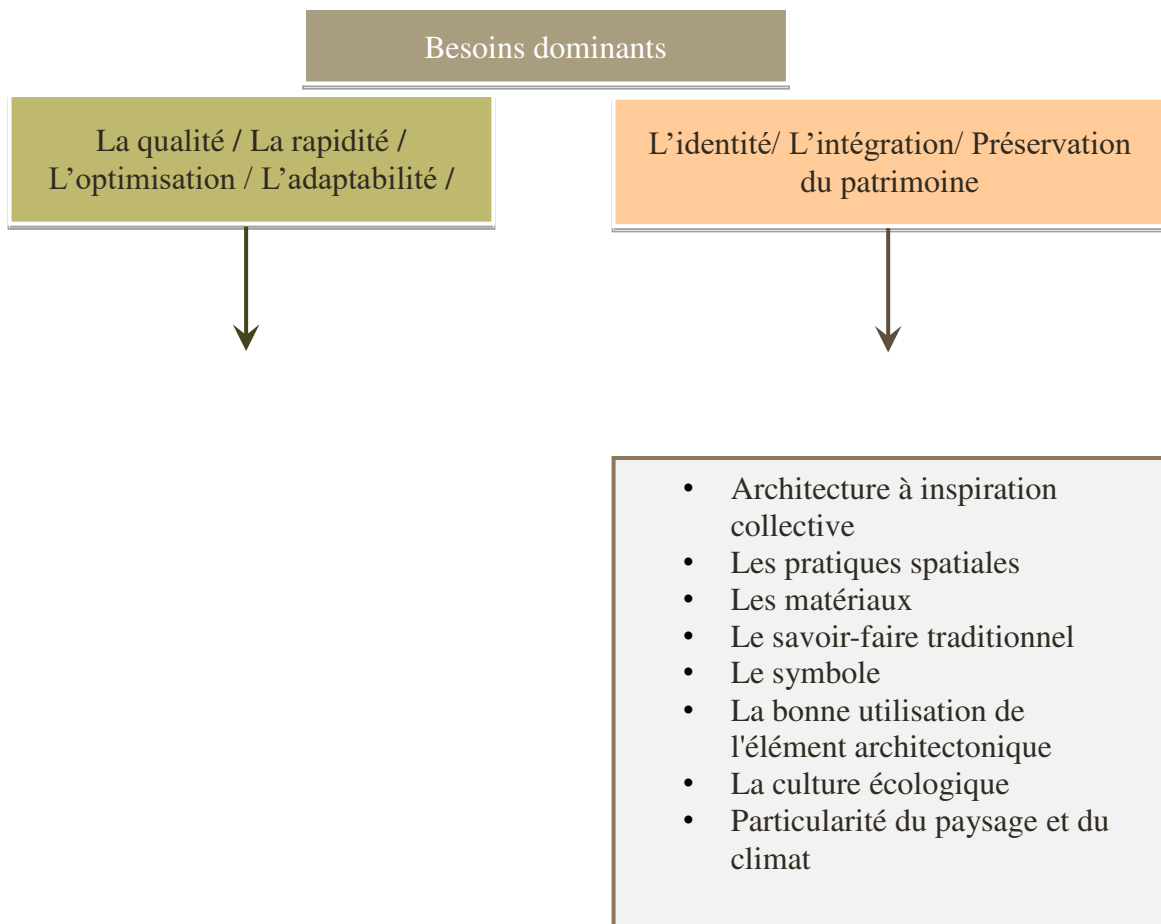 Besoins dominants
La qualité / La rapidité /
L’optimisation / L’adaptabilité /
L’identité/ L’intégration/ Préservation
du patrimoine
• Architecture à inspiration
collective
• Les pratiques spatiales
• Les matériaux
• Le savoir-faire traditionnel
• Le symbole
• La bonne utilisation de
l'élément architectonique
• La culture écologique
• Particularité du paysage et du
climat